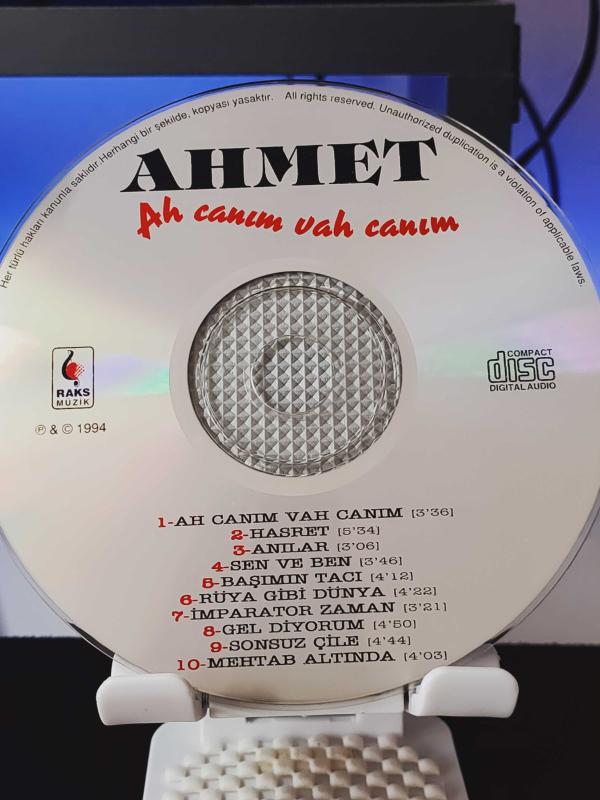 Her türlü hakları kanunla saklıdır.Herhangi bir şekilde, kopyası yasaktır. All rights reserved. Unauthorized duplication is a violation of applicable laws.
AHMET
Ah canım vah canım
RAKS
MÜZİK
℗ & © 1994
COMPACT
disc
DIGITAL AUDIO
1-AH CANIM VAH CANIM [3'36]
2-HASRET [5'34]
3-ANILAR [3'06]
4-SEN VE BEN [3'46]
5-BAŞIMIN TACI [4'12]
6-RÜYA GİBİ DÜNYA [4'22]
7-İMPARATOR ZAMAN [3'21]
8-GEL DİYORUM [4'50]
9-SONSUZ ÇİLE [4'44]
10-MEHTAB ALTINDA [4'03]